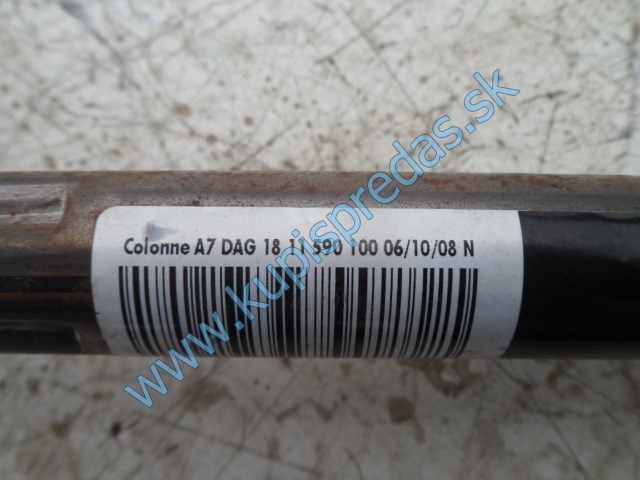 Colonne A7 DAG 18 11 590 100 06/10/08 N
www.kupispredas.sk